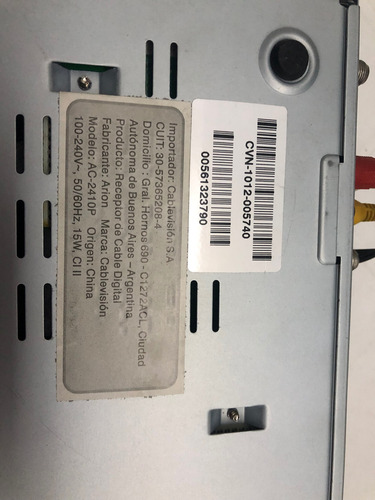 Importador: Cablevisión S.A
CUIT: 30-57365208-4
Domicilio : Gral. Hornos 690 - C1272ACL, Ciudad
Autónoma de Buenos Aires – Argentina
Producto: Receptor de Cable Digital
Fabricante: Arion Marca: Cablevisión
Modelo: AC-2410P Origen: China
100-240V~, 50/60Hz, 15W, Cl II
CVN-1012-005740
00561323790